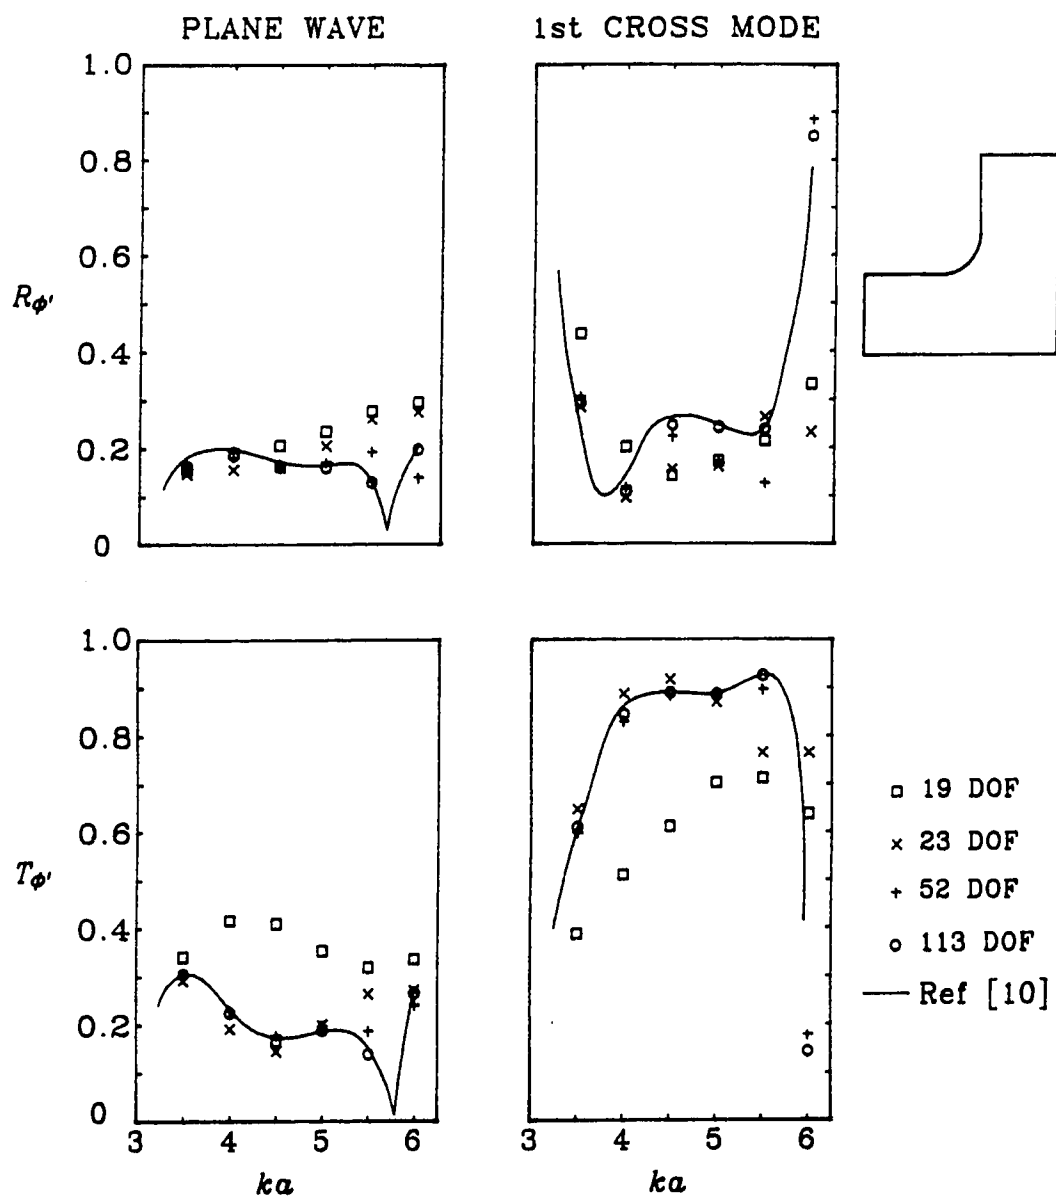 PLANE WAVE
1st CROSS MODE
1.0
0.8
0.6
Rϕ'
0.4
0.2
0
1.0
0.8
0.6
Tϕ'
0.4
0.2
0
3 4 5 6
3 4 5 6
ka
ka
19 DOF
23 DOF
52 DOF
113 DOF
Ref [10]